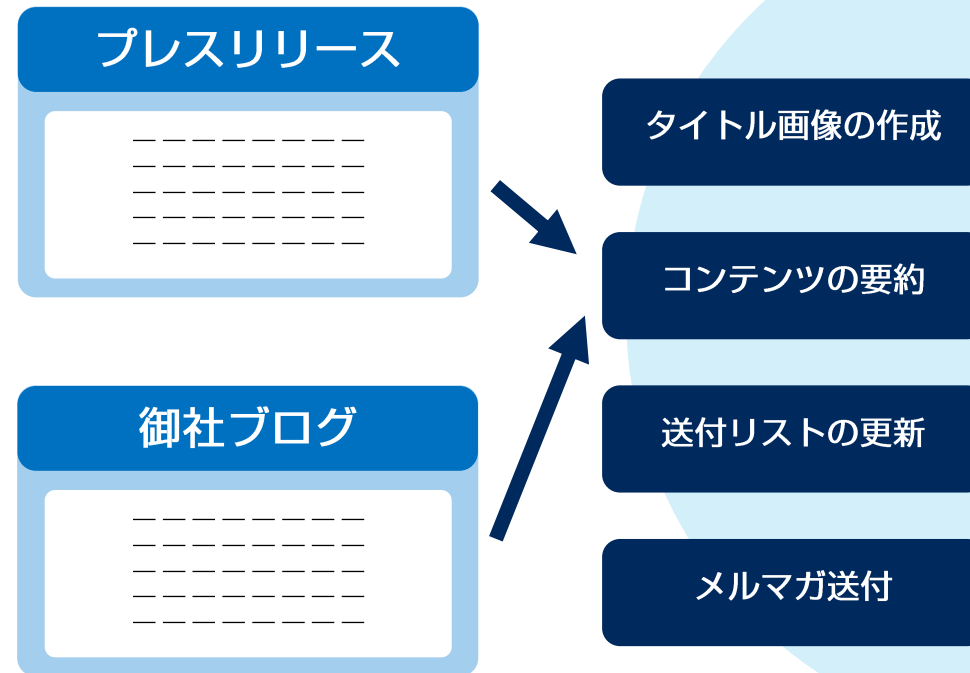 プレスリリース
御社ブログ
タイトル画像の作成
コンテンツの要約
送付リストの更新
メルマガ送付